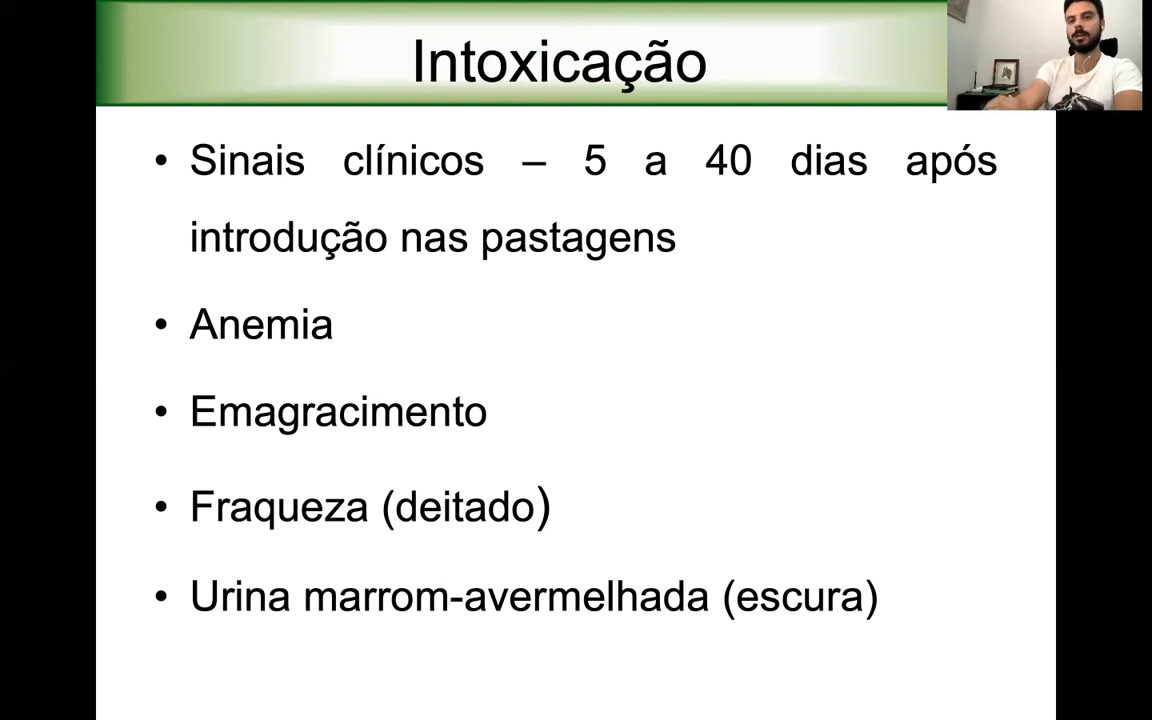 Intoxicação
• Sinais clínicos – 5 a 40 dias após
introdução nas pastagens
• Anemia
• Emagracimento
• Fraqueza (deitado)
• Urina marrom-avermelhada (escura)